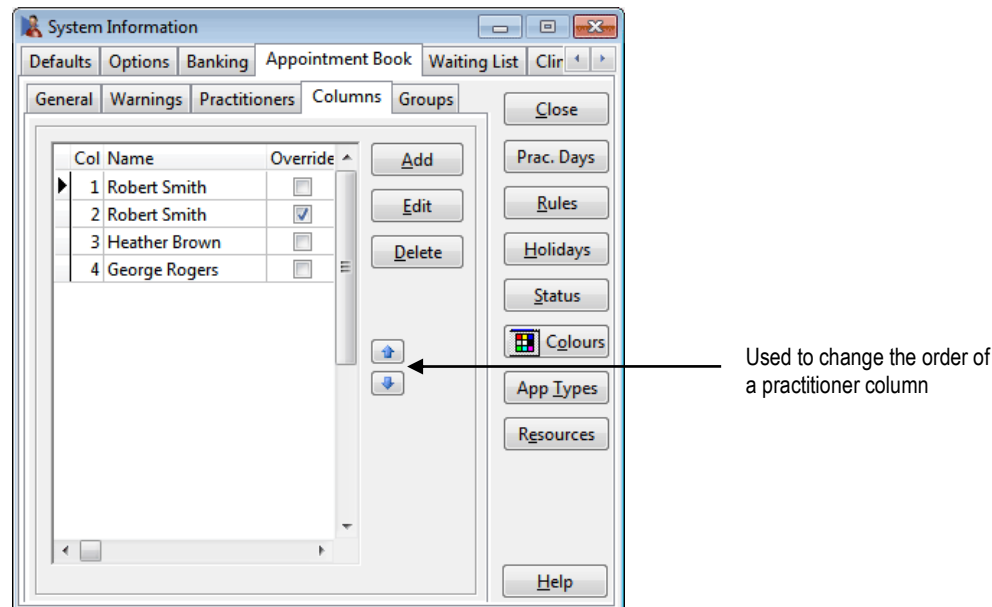 System Information
Defaults Options Banking Appointment Book Waiting List Clir
General Warnings Practitioners Columns Groups
Close
Col Name Override
Add
Prac. Days
1 Robert Smith
2 Robert Smith
Edit
Rules
3 Heather Brown
Delete
Holidays
4 George Rogers
Status
Colours
Used to change the order of
a practitioner column
App Types
Resources
Help